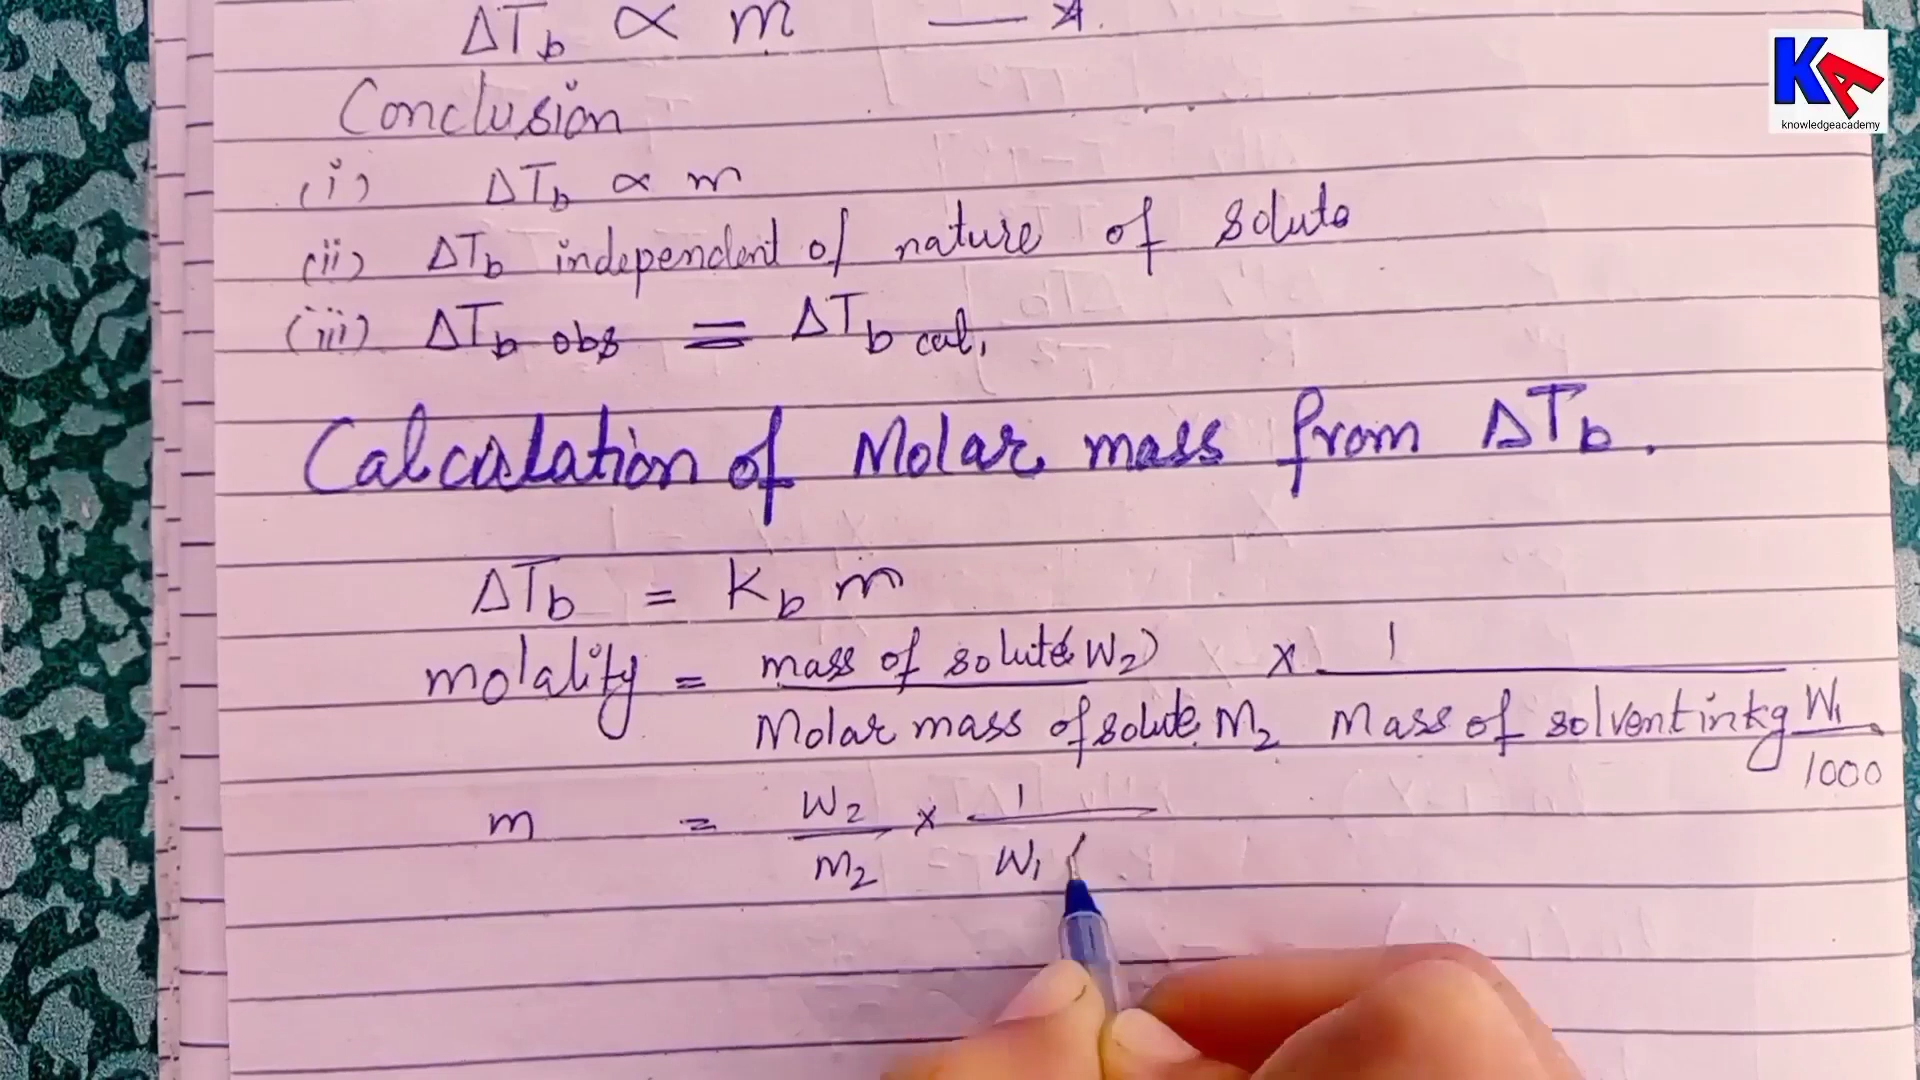 ΔTb ∝ m — *.
KA
knowledgeacademy
Conclusion
(i) ΔTb ∝ m
(ii) ΔTb independent of nature of solute
(iii) ΔTb obs = ΔTb cal.
Calculation of Molar mass from ΔTb.
ΔTb = Kb m
molality = mass of solute(W2) / Molar mass of solute M2 × 1 / Mass of solvent in kg W1/1000
m = W2/M2 × 1/W1